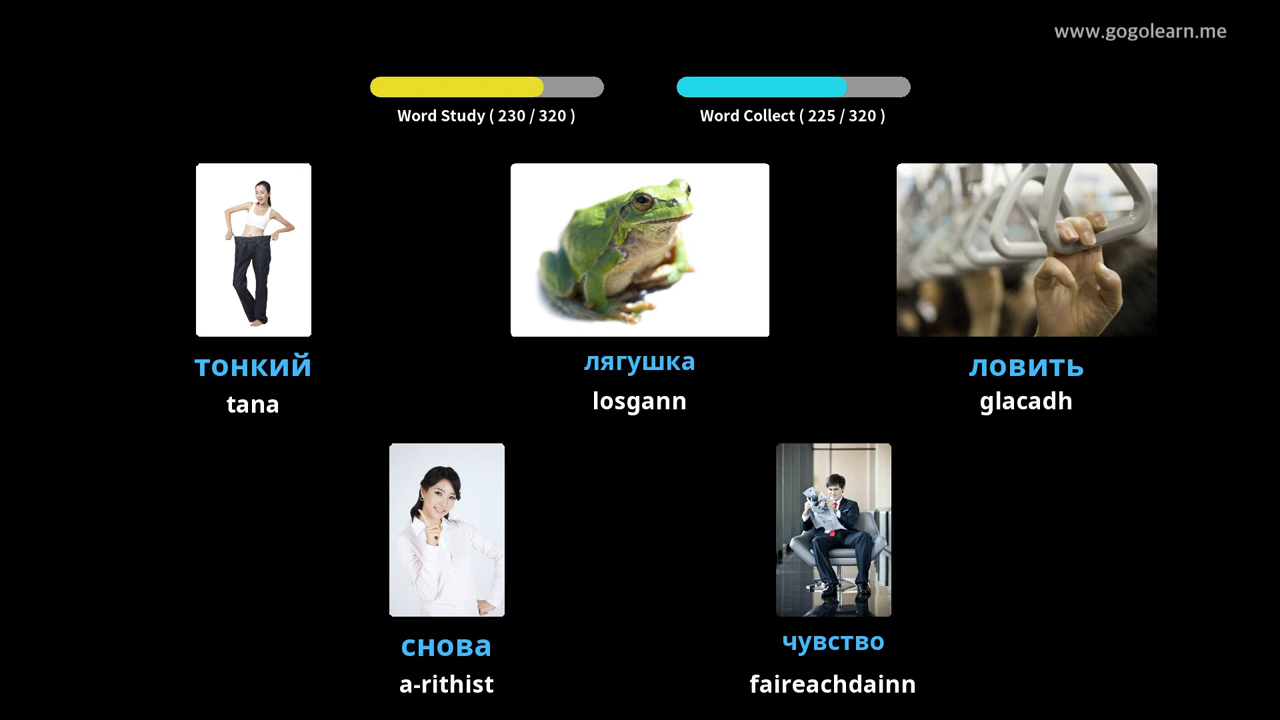 www.gogolearn.me
Word Study ( 230 / 320 )
Word Collect ( 225 / 320 )
тонкий
tana
лягушка
losgann
ловить
glacadh
снова
a-rithist
чувство
faireachdainn